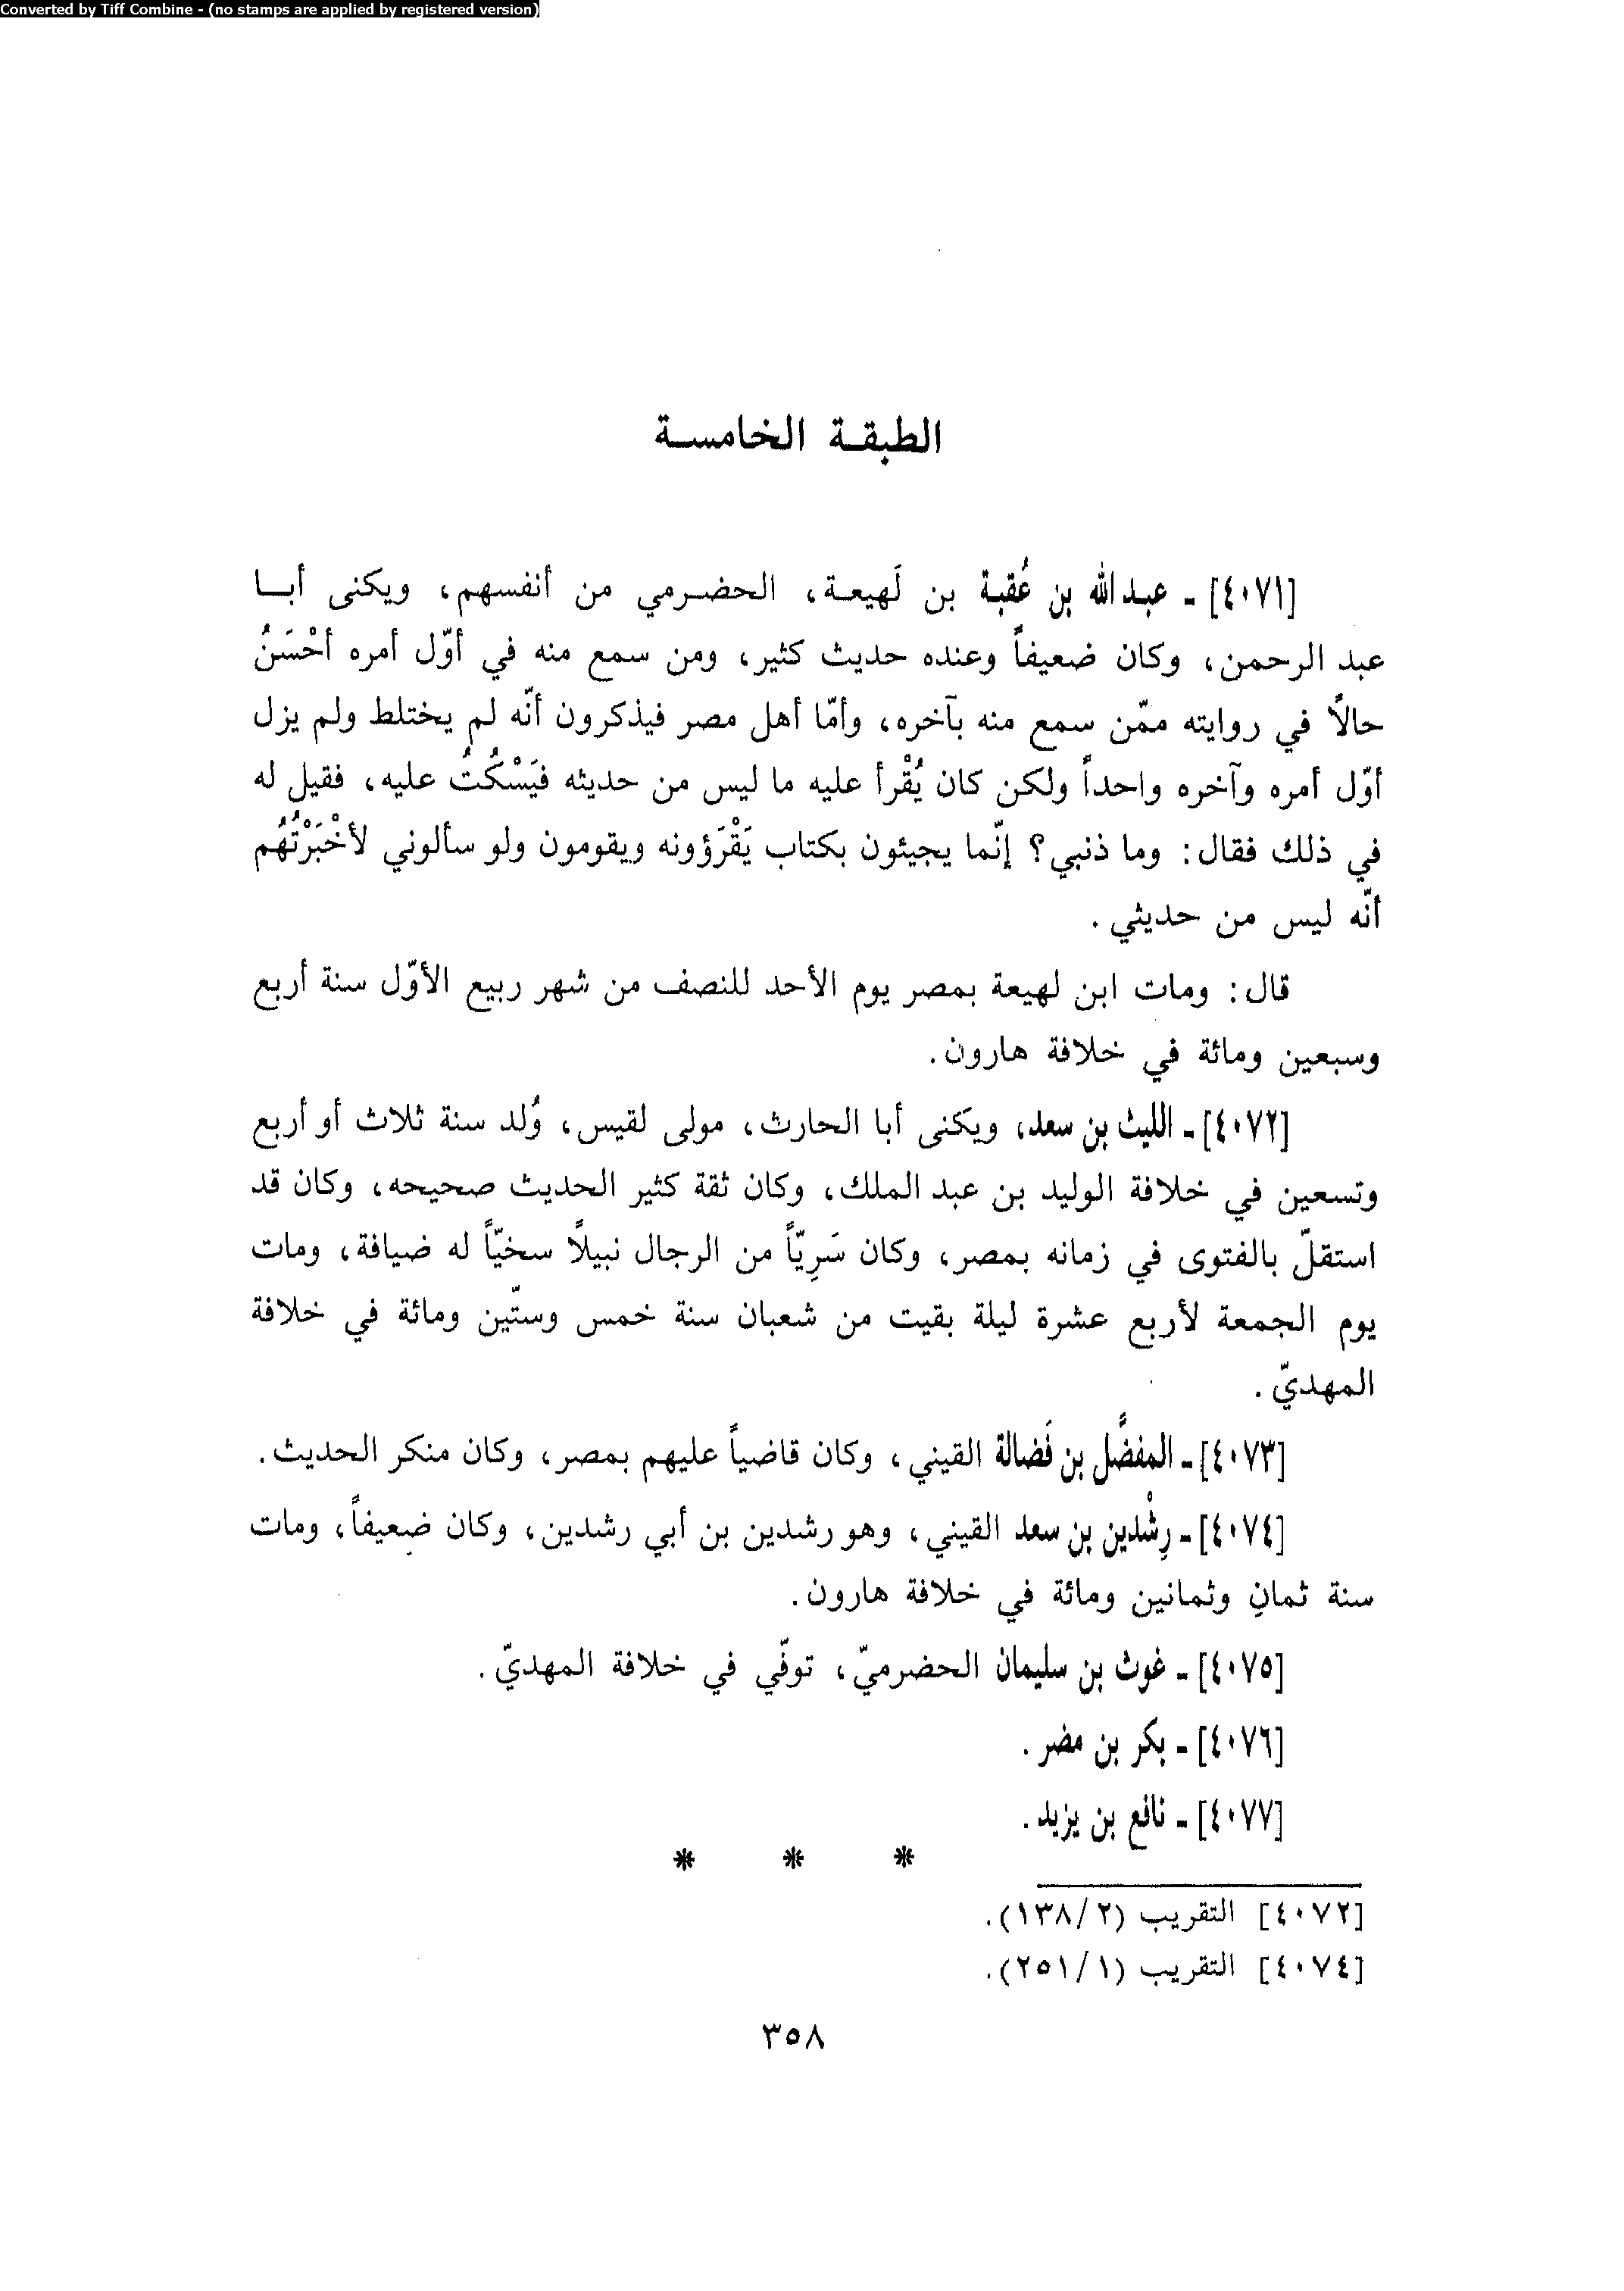 Converted by Tiff Combine - (no stamps are applied by registered version)
الطبقة الخامسة
[٤٠٧١] - عبدالله بن عُقبة بن لَهيعة، الحضرمي من أنفسهم، ويكنى أبا
عبد الرحمن، وكان ضعيفاً وعنده حديث كثير، ومن سمع منه في أوّل أمره أحْسَنُ
حالاً في روايته ممّن سمع منه بآخره، وأمّا أهل مصر فيذكرون أنّه لم يختلط ولم يزل
أوّل أمره وآخره واحداً ولكن كان يُقْرأ عليه ما ليس من حديثه فيَسْكُتُ عليه، فقيل له
في ذلك فقال: وما ذنبي؟ إنّما يجيئون بكتاب يَقْرَؤونه ويقومون ولو سألوني لأخْبَرْتُهُم
أنّه ليس من حديثي.
قال: ومات ابن لهيعة بمصر يوم الأحد للنصف من شهر ربيع الأوّل سنة أربع
وسبعين ومائة في خلافة هارون.
[٤٠٧٢] - الليث بن سعد، ويكنى أبا الحارث، مولى لقيس، وُلد سنة ثلاث أو أربع
وتسعين في خلافة الوليد بن عبد الملك، وكان ثقة كثير الحديث صحيحه، وكان قد
استقلّ بالفتوى في زمانه بمصر، وكان سَرِيّاً من الرجال نبيلاً سخيّاً له ضيافة، ومات
يوم الجمعة لأربع عشرة ليلة بقيت من شعبان سنة خمس وستّين ومائة في خلافة
المهديّ.
[٤٠٧٣] - المفضَّل بن فَضالة القيني، وكان قاضياً عليهم بمصر، وكان منكر الحديث.
[٤٠٧٤] - رِشْدين بن سعد القيني، وهو رشدين بن أبي رشدين، وكان ضعيفاً، ومات
سنة ثمانٍ وثمانين ومائة في خلافة هارون.
[٤٠٧٥] - غوث بن سليمان الحضرميّ، توفّي في خلافة المهديّ.
[٤٠٧٦] - بكر بن مضر.
[٤٠٧٧] - نافع بن يزيد.
* * *
[٤٠٧٢] التقريب (١٣٨/٢).
[٤٠٧٤] التقريب (٢٥١/١).
٣٥٨